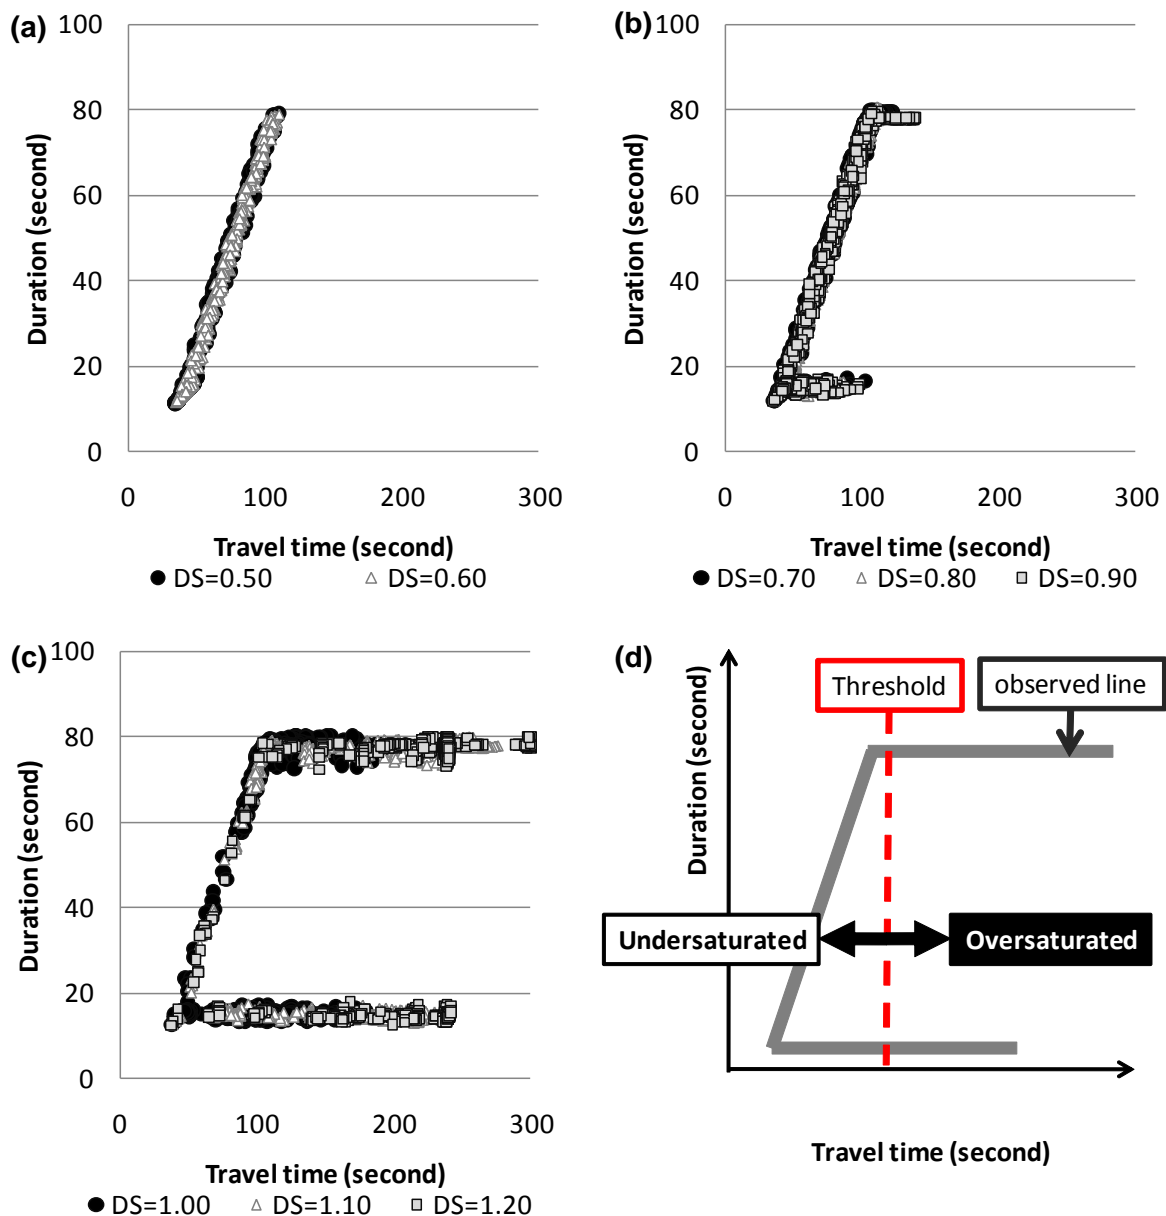 (a)
100
80
60
40
20
0
Duration (second)
0 100 200 300
Travel time (second)
DS=0.50 DS=0.60
(b)
100
80
60
40
20
0
Duration (second)
0 100 200 300
Travel time (second)
DS=0.70 DS=0.80 DS=0.90
(c)
100
80
60
40
20
0
Duration (second)
0 100 200 300
Travel time (second)
DS=1.00 DS=1.10 DS=1.20
(d)
Threshold
observed line
Duration (second)
Undersaturated
Oversaturated
Travel time (second)